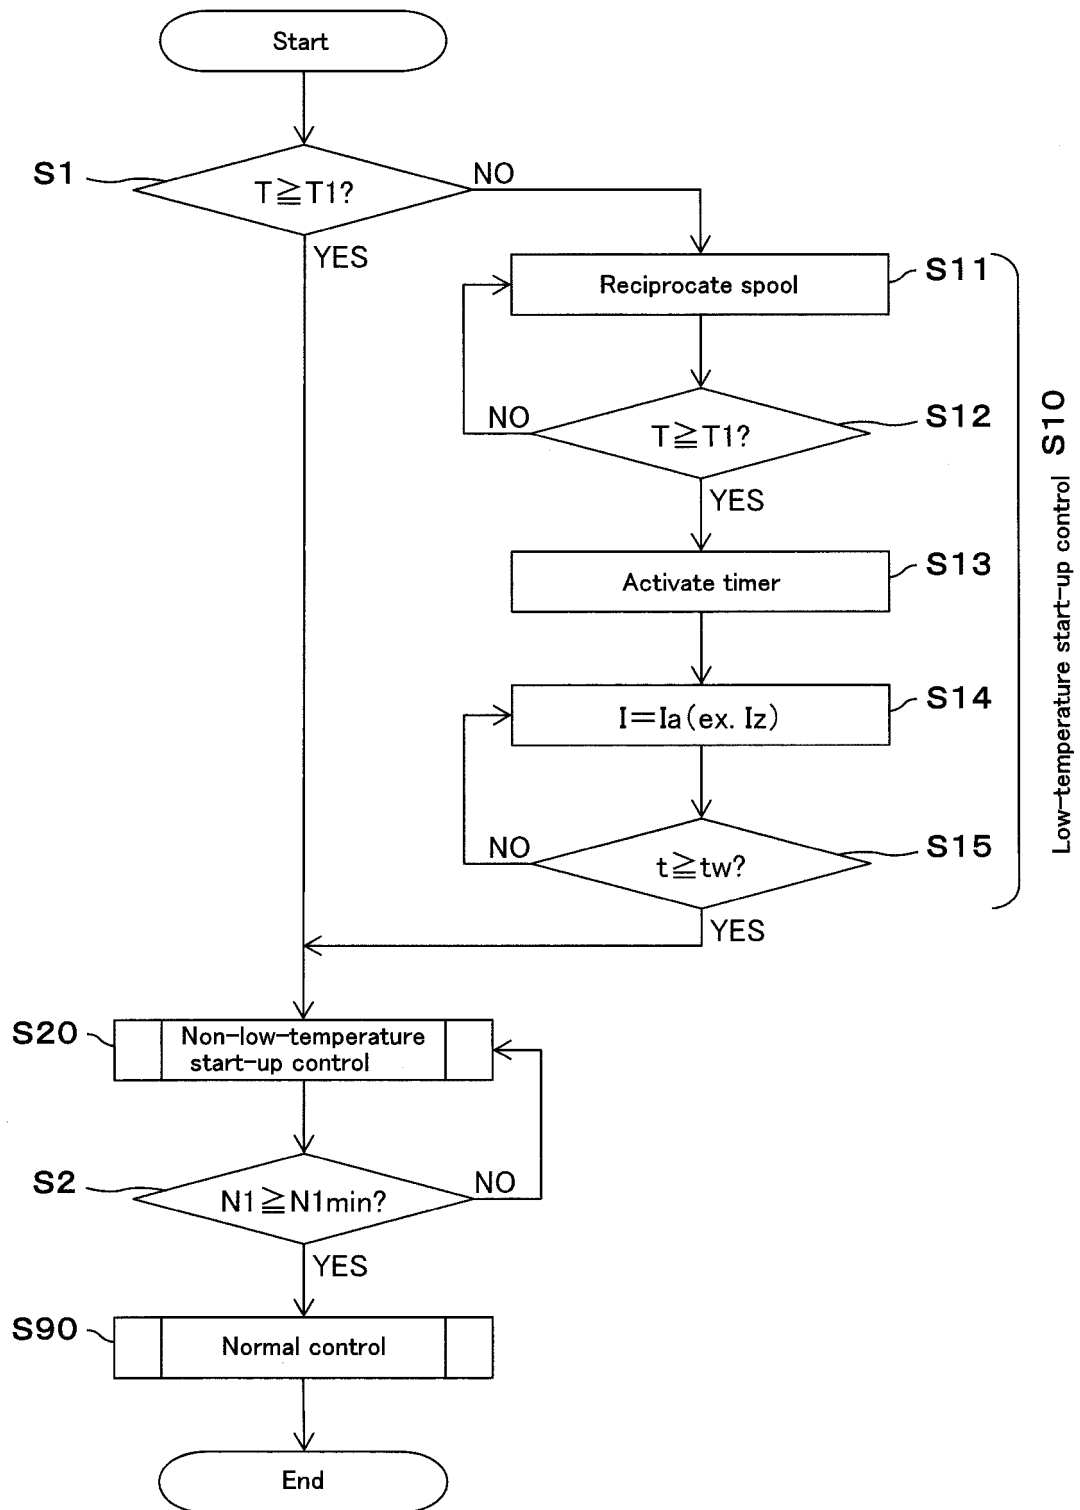 Start
S1
T≧T1?
NO
YES
Reciprocate spool
S11
NO
T≧T1?
S12
YES
Activate timer
S13
I=Ia(ex. Iz)
S14
NO
t≧tw?
S15
YES
Low-temperature start-up control S10
S20
Non-low-temperature
start-up control
S2
N1≧N1min?
NO
YES
S90
Normal control
End